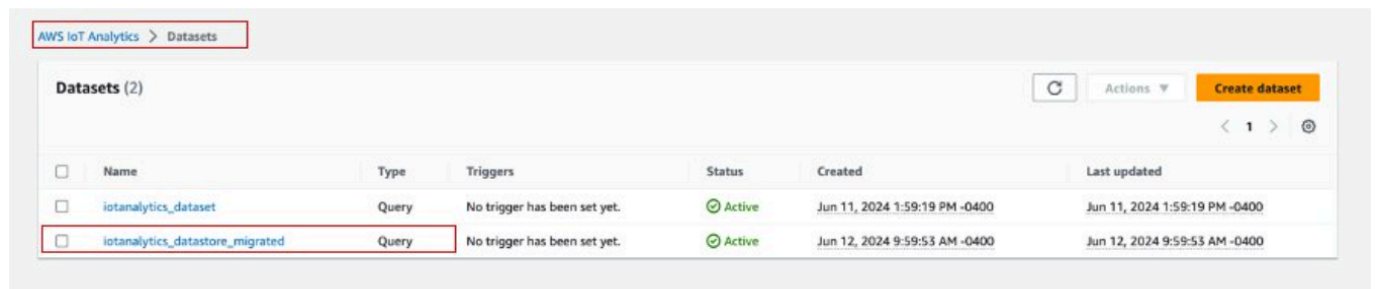 AWS IoT Analytics > Datasets
Datasets (2)
Actions ▼
Create dataset
< 1 >
Name Type Triggers Status Created Last updated
iotanalytics_dataset Query No trigger has been set yet. Active Jun 11, 2024 1:59:19 PM -0400 Jun 11, 2024 1:59:19 PM -0400
iotanalytics_datastore_migrated Query No trigger has been set yet. Active Jun 12, 2024 9:59:53 AM -0400 Jun 12, 2024 9:59:53 AM -0400